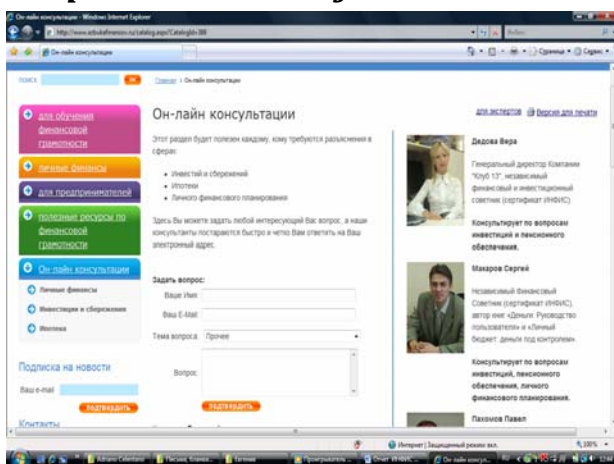 Он-лайн консультации - Windows Internet Explorer
Он-лайн консультации
Страница
Сервис
поиск
Главная > Он-лайн консультации
для обучения
финансовой
грамотности
личные финансы
для предпринимателей
полезные ресурсы по
финансовой
грамотности
Он-лайн консультации
Личные финансы
Инвестиции и сбережения
Ипотека
Подписка на новости
Ваш e-mail
подтвердить
Контакты
Он-лайн консультации
для экспертов
Версия для печати
Этот раздел будет полезен каждому, кому требуются разъяснения в
сферах:
Инвестиций и сбережений
Ипотеки
Личного финансового планирования
Здесь Вы можете задать любой интересующий Вас вопрос, а наши
консультанты постараются быстро и четко Вам ответить на Ваш
электронный адрес.
Задать вопрос:
Ваше Имя:
Ваш E-Mail:
Тема вопроса: Прочее
Вопрос:
подтвердить
Дедова Вера
Генеральный директор Компании
"Клуб 13", независимый
финансовый и инвестиционный
советник (сертификат ИНФИС)
Консультирует по вопросам
инвестиций и пенсионного
обеспечения.
Макаров Сергей
Независимый Финансовый
Советник (сертификат ИНФИС),
автор книг «Деньги. Руководство
пользователя» и «Личный
бюджет: деньги под контролем».
Консультирует по вопросам
инвестиций, пенсионного
обеспечения, личного
финансового планирования.
Пахомов Павел
Интернет | Защищенный режим: вкл.
100%
Adriano Celentano
Евгения